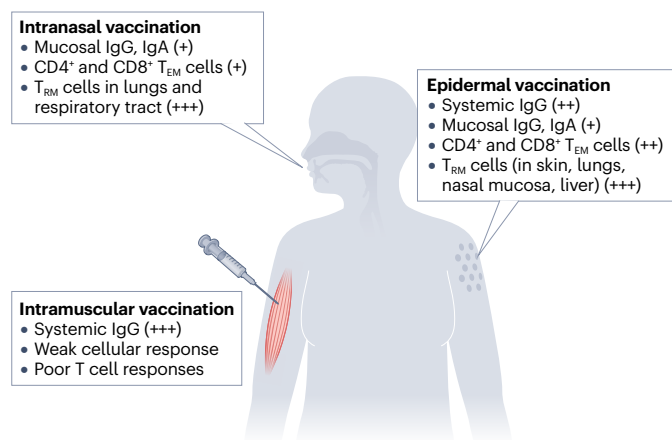 Intranasal vaccination
• Mucosal IgG, IgA (+)
• CD4⁺ and CD8⁺ T_EM cells (+)
• T_RM cells in lungs and
respiratory tract (+++)
Epidermal vaccination
• Systemic IgG (++)
• Mucosal IgG, IgA (+)
• CD4⁺ and CD8⁺ T_EM cells (++)
• T_RM cells (in skin, lungs,
nasal mucosa, liver) (+++)
Intramuscular vaccination
• Systemic IgG (+++)
• Weak cellular response
• Poor T cell responses